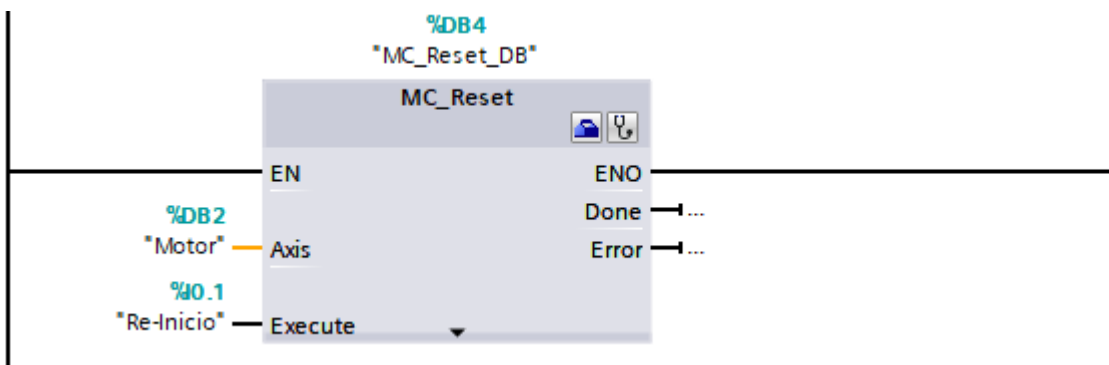 %DB4
"MC_Reset_DB"
MC_Reset
EN
ENO
%DB2
Done
...
"Motor"
Axis
Error
...
%I0.1
"Re-Inicio"
Execute